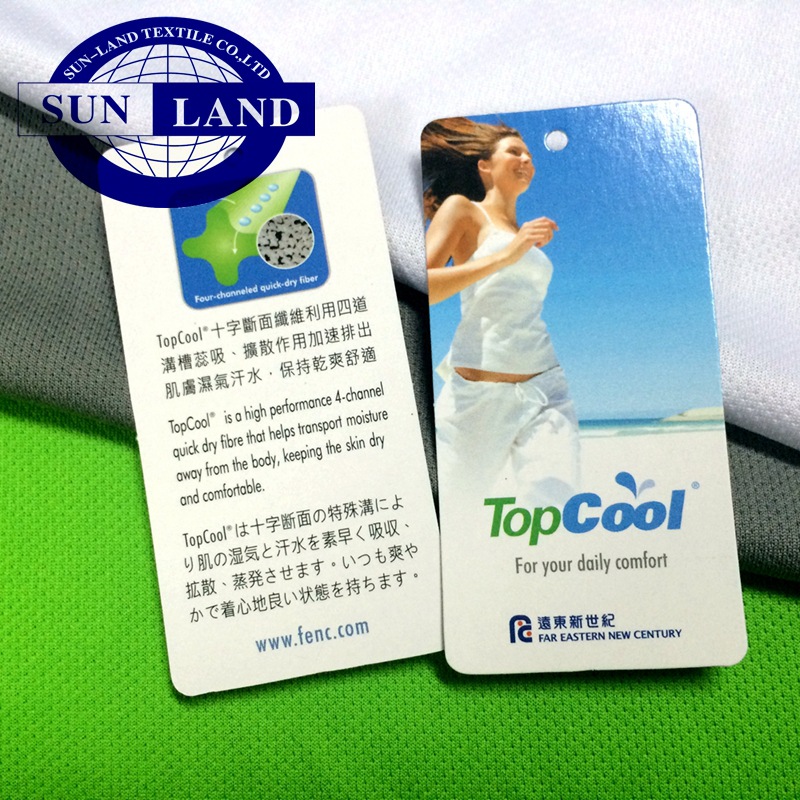 SUN-LAND TEXTILE CO.,LTD
SUN LAND
Four-channeled quick-dry fiber
TopCool®十字斷面纖維利用四道
溝槽蕊吸、擴散作用加速排出
肌膚濕氣汗水，保持乾爽舒適
TopCool® is a high performance 4-channel
quick dry fibre that helps transport moisture
away from the body, keeping the skin dry
and comfortable.
TopCool®は十字断面の特殊溝によ
り肌の湿気と汗水を素早く吸収、
拡散、蒸発させます。いつも爽や
かで着心地良い状態を持ちます。
www.fenc.com
TopCool®
For your daily comfort
遠東新世紀
FAR EASTERN NEW CENTURY